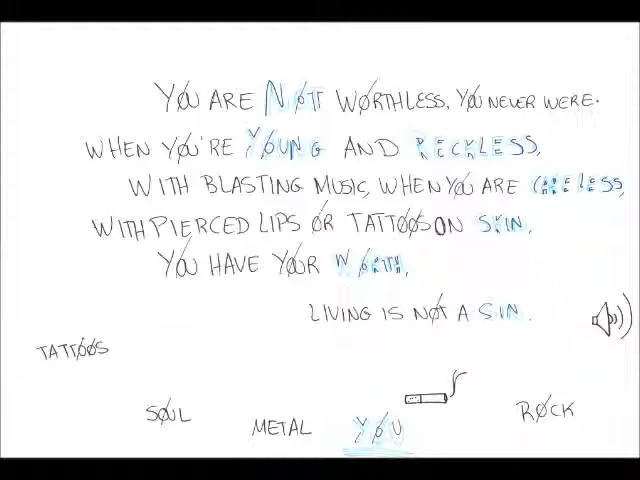 YOU ARE NOT WORTHLESS, YOU NEVER WERE.
WHEN YOU'RE YOUNG AND RECKLESS,
WITH BLASTING MUSIC, WHEN YOU ARE CARELESS,
WITH PIERCED LIPS OR TATTOOS ON SKIN,
YOU HAVE YOUR WORTH,
LIVING IS NOT A SIN.
TATTOOS
SOUL
METAL
YOU
ROCK